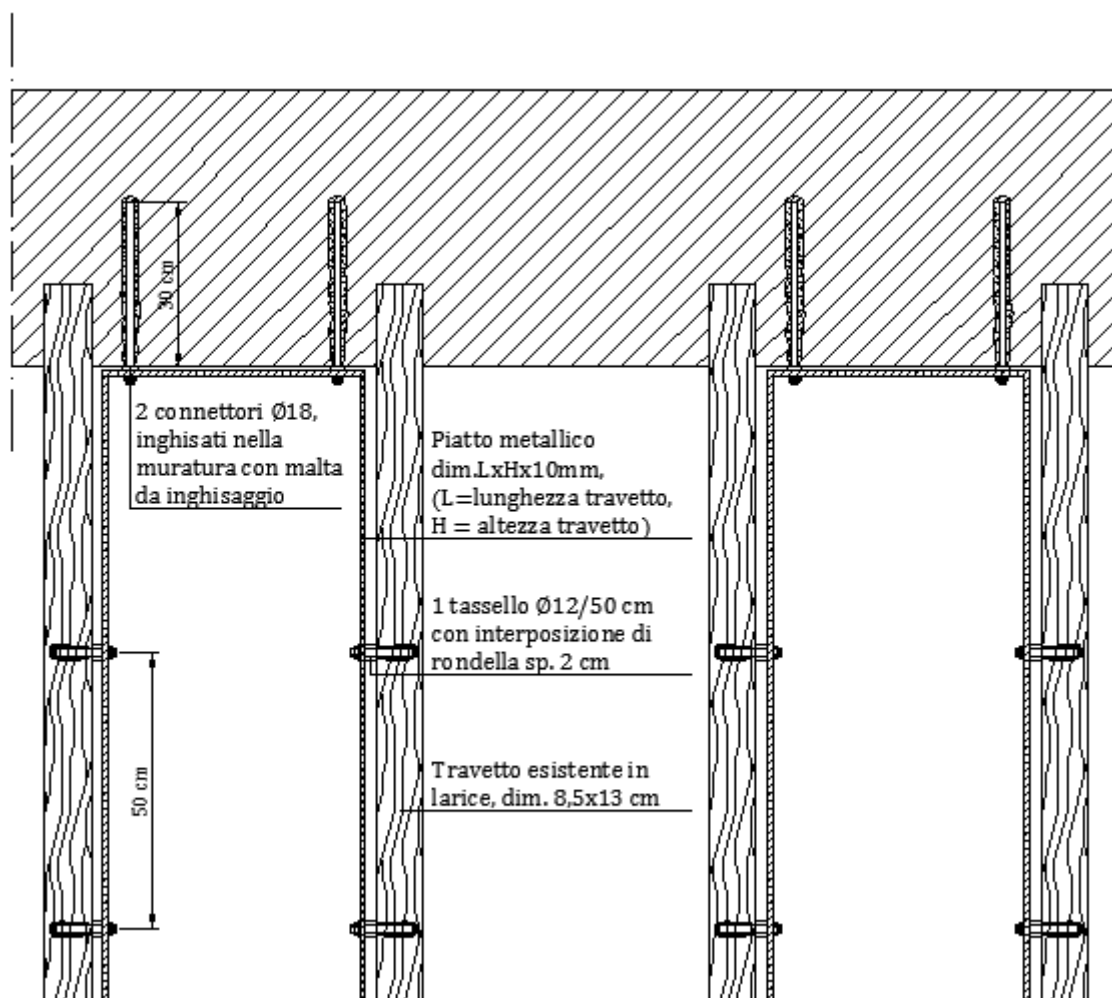 30 cm
2 connettori Ø18,
inghisati nella
muratura con malta
da inghisaggio
Piatto metallico
dim.LxHx10mm,
(L=lunghezza travetto,
H = altezza travetto)
1 tassello Ø12/50 cm
con interposizione di
rondella sp. 2 cm
Travetto esistente in
larice, dim. 8,5x13 cm
50 cm